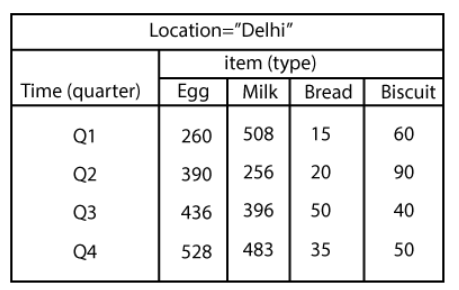 Location="Delhi"
item (type)
Time (quarter) Egg Milk Bread Biscuit
Q1 260 508 15 60
Q2 390 256 20 90
Q3 436 396 50 40
Q4 528 483 35 50